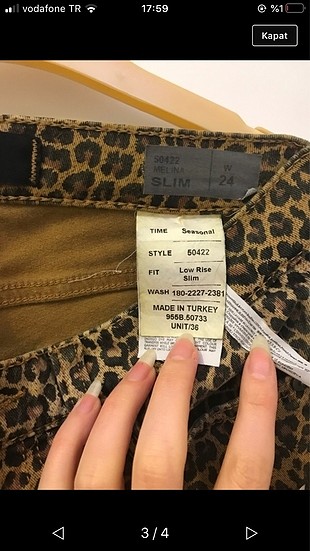 vodafone TR
17:59
%1
Kapat
50422
MELINA
SLIM
W
24
TIME Seasonal
STYLE 50422
FIT Low Rise
Slim
WASH 180-2227-2381
MADE IN TURKEY
955B.50733
UNIT/36
3 / 4